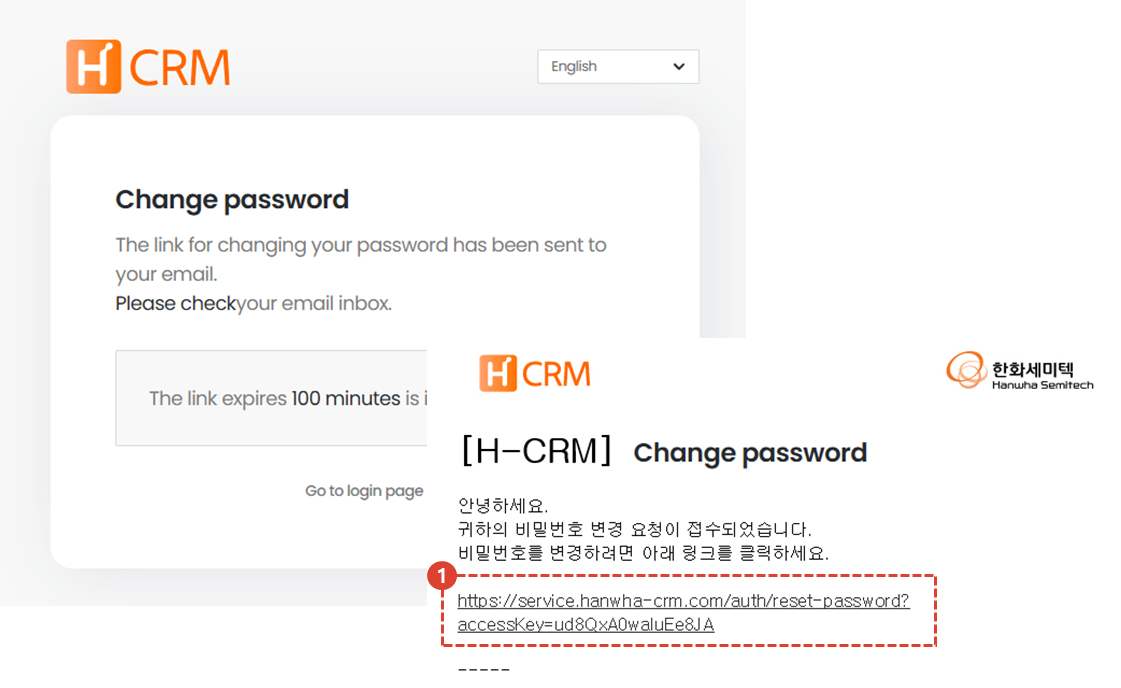 H CRM
English
Change password
The link for changing your password has been sent to
your email.
Please checkyour email inbox.
The link expires 100 minutes is i
Go to login page
H CRM
한화세미텍
Hanwha Semitech
[H-CRM] Change password
안녕하세요.
귀하의 비밀번호 변경 요청이 접수되었습니다.
비밀번호를 변경하려면 아래 링크를 클릭하세요.
1
https://service.hanwha-crm.com/auth/reset-password?
accessKey=ud8QxA0waluEe8JA
-----